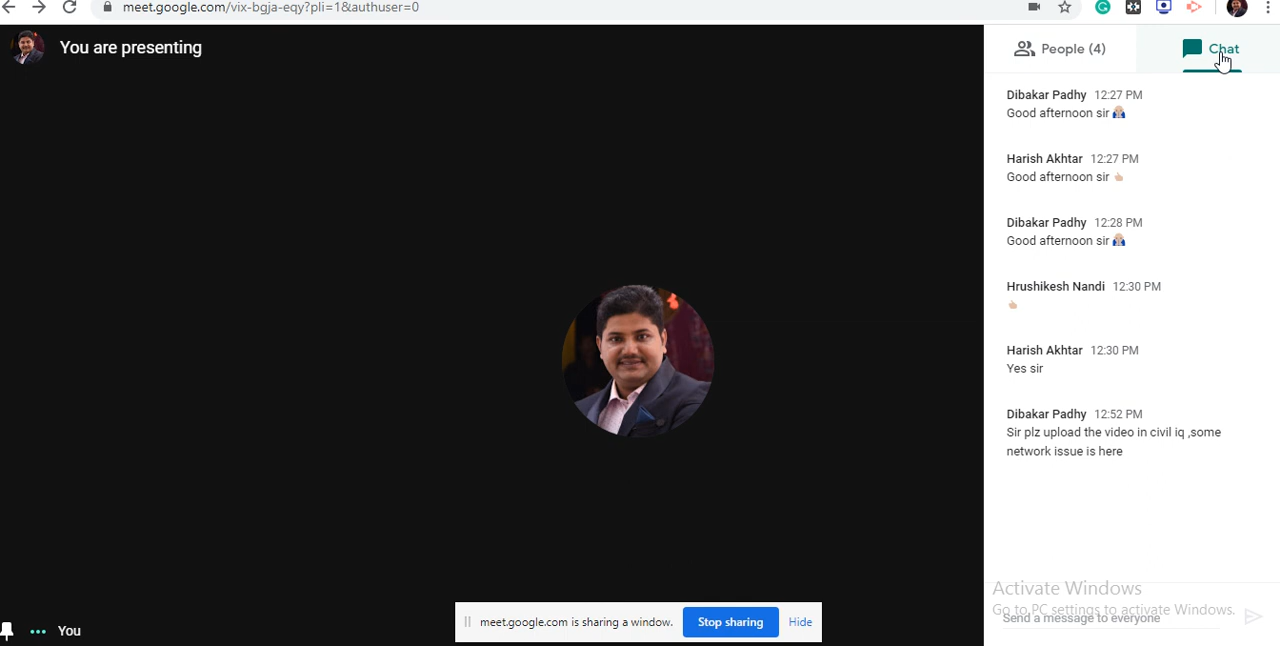 meet.google.com/vix-bgja-eqy?pli=1&authuser=0
You are presenting
People (4)
Chat
Dibakar Padhy 12:27 PM
Good afternoon sir 🙏🏼
Harish Akhtar 12:27 PM
Good afternoon sir
Dibakar Padhy 12:28 PM
Good afternoon sir 🙏🏼
Hrushikesh Nandi 12:30 PM
Harish Akhtar 12:30 PM
Yes sir
Dibakar Padhy 12:52 PM
Sir plz upload the video in civil iq ,some
network issue is here
Activate Windows
Go to PC settings to activate Windows.
Send a message to everyone
You
meet.google.com is sharing a window.
Stop sharing
Hide